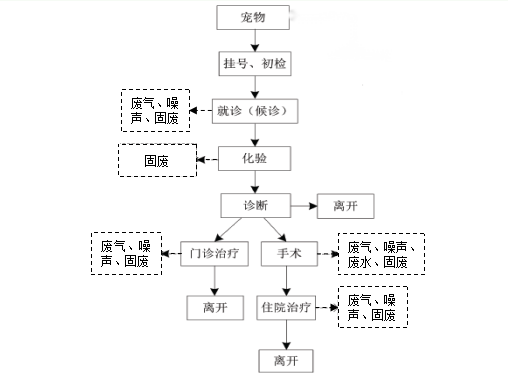 宠物
挂号、初检
废气、噪
声、固废
就诊（候诊）
固废
化验
诊断
离开
废气、噪
声、固废
门诊治疗
手术
废气、噪声、
废水、固废
离开
住院治疗
废气、噪
声、固废
离开